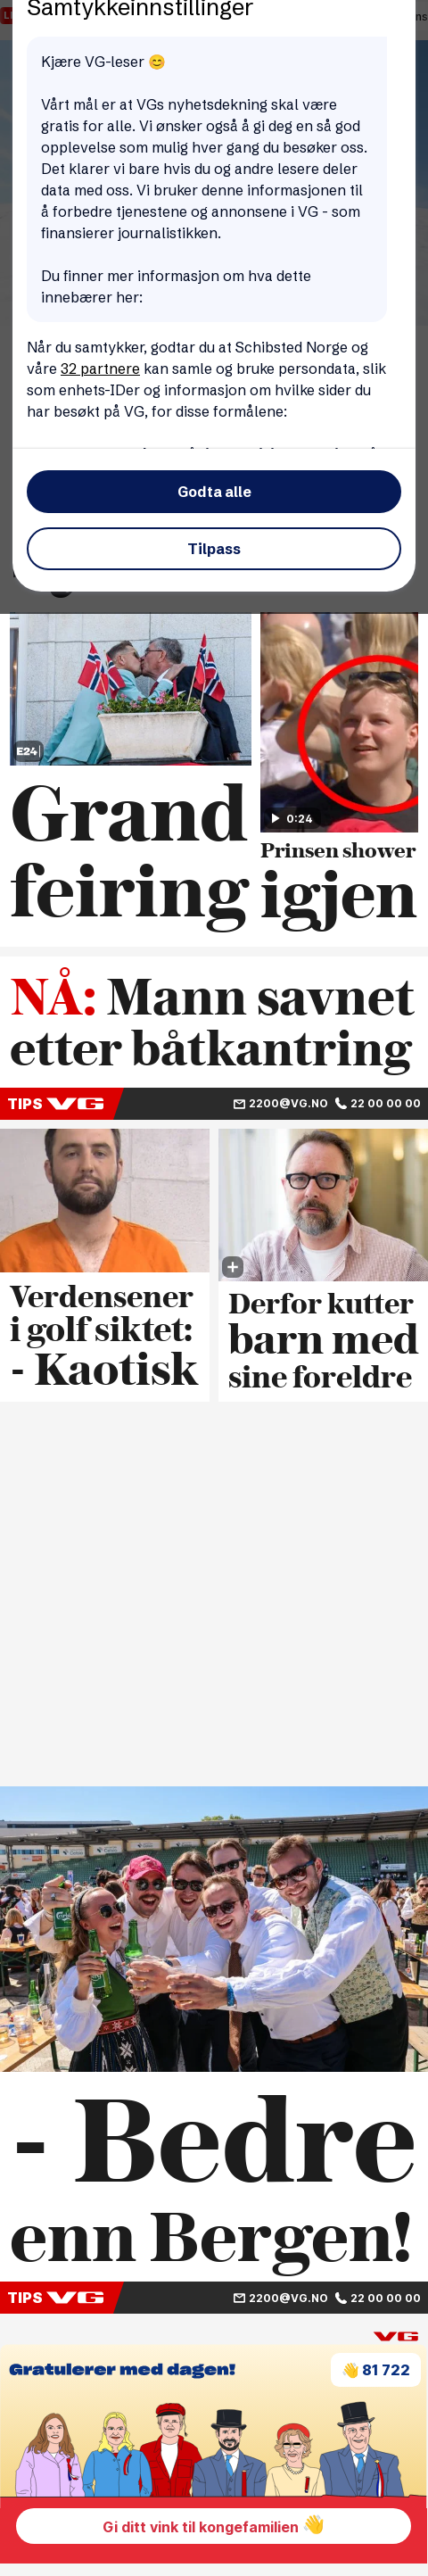 Samtykkeinnstillinger
Kjære VG-leser 😊
Vårt mål er at VGs nyhetsdekning skal være
gratis for alle. Vi ønsker også å gi deg en så god
opplevelse som mulig hver gang du besøker oss.
Det klarer vi bare hvis du og andre lesere deler
data med oss. Vi bruker denne informasjonen til
å forbedre tjenestene og annonsene i VG - som
finansierer journalistikken.
Du finner mer informasjon om hva dette
innebærer her:
Når du samtykker, godtar du at Schibsted Norge og
våre 32 partnere kan samle og bruke persondata, slik
som enhets-IDer og informasjon om hvilke sider du
har besøkt på VG, for disse formålene:
Godta alle
Tilpass
E24
Grand
feiring
0:24
Prinsen shower
igjen
NÅ: Mann savnet
etter båtkantring
TIPS VG 2200@VG.NO 22 00 00 00
Verdensener
i golf siktet:
- Kaotisk
Derfor kutter
barn med
sine foreldre
- Bedre
enn Bergen!
TIPS VG 2200@VG.NO 22 00 00 00
VG
Gratulerer med dagen!
👋 81 722
Gi ditt vink til kongefamilien 👋